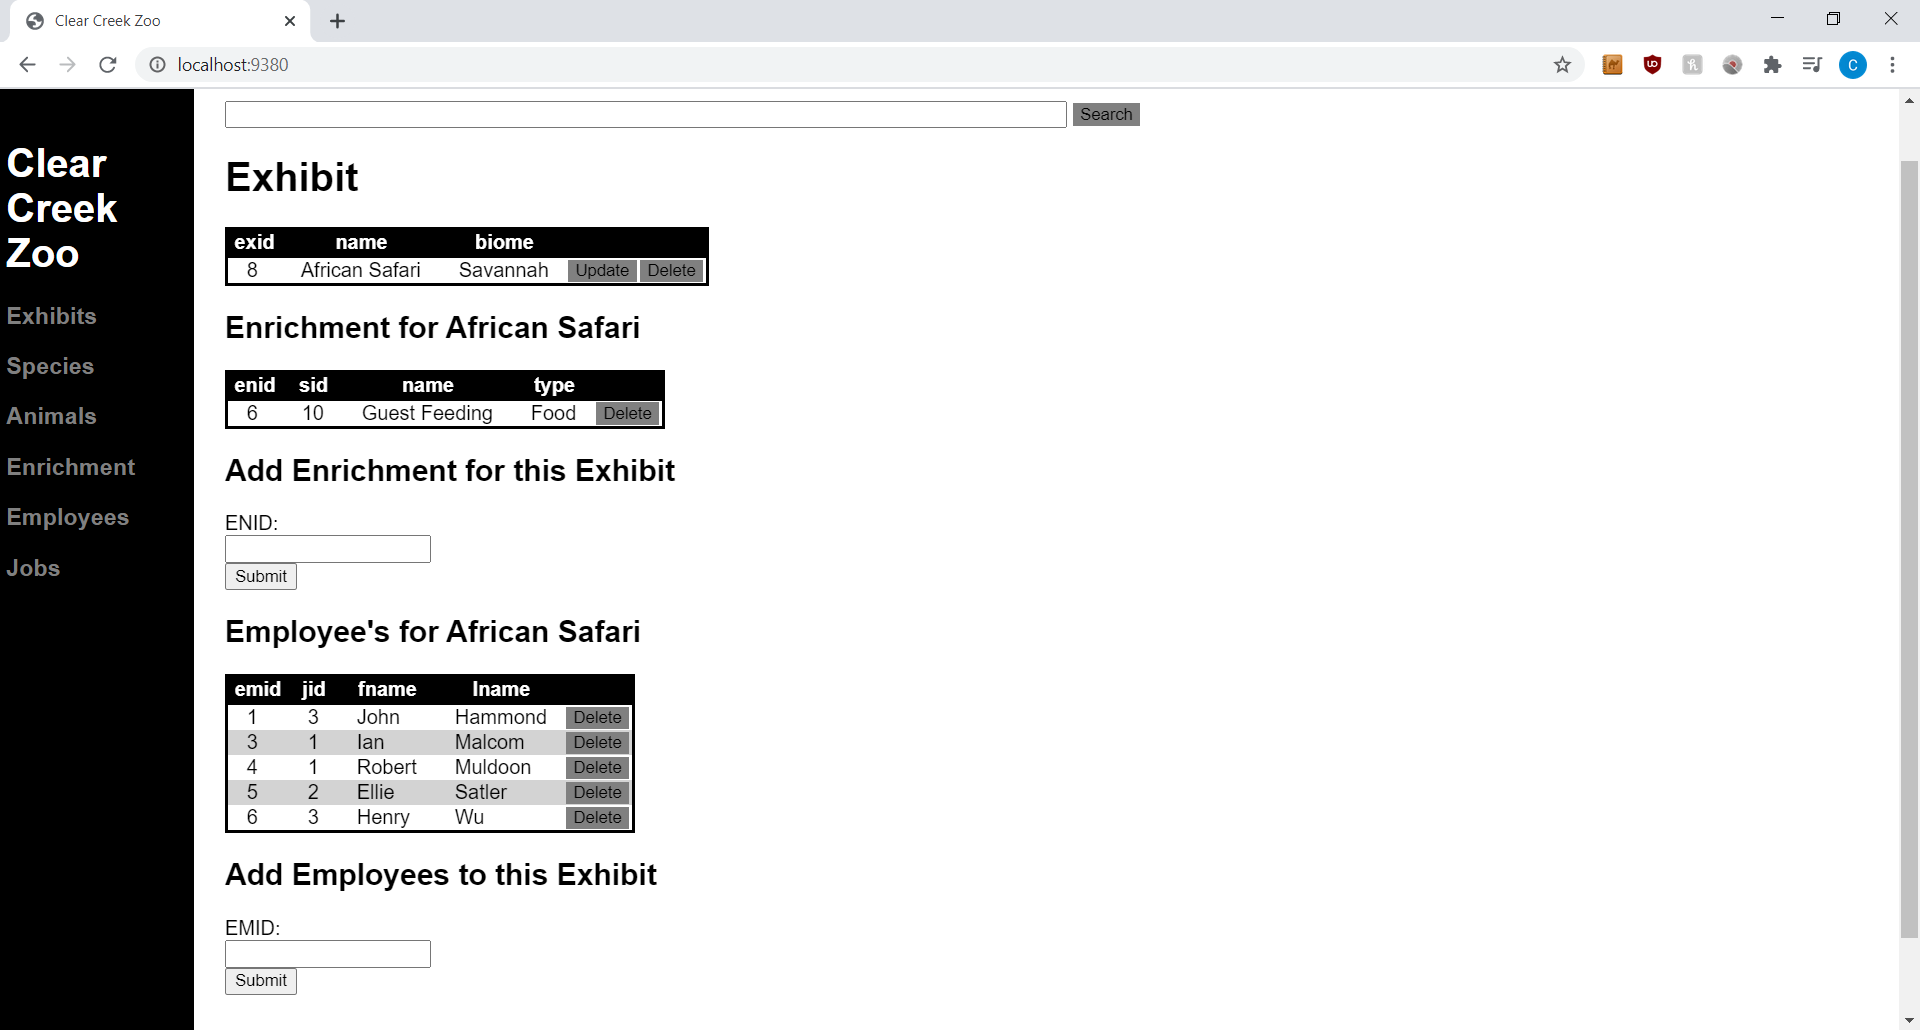 Clear Creek Zoo
localhost:9380
C
Clear
Creek
Zoo
Exhibits
Species
Animals
Enrichment
Employees
Jobs
Search
Exhibit
exid name biome
8 African Safari Savannah Update Delete
Enrichment for African Safari
enid sid name type
6 10 Guest Feeding Food Delete
Add Enrichment for this Exhibit
ENID:
Submit
Employee's for African Safari
emid jid fname lname
1 3 John Hammond Delete
3 1 Ian Malcom Delete
4 1 Robert Muldoon Delete
5 2 Ellie Satler Delete
6 3 Henry Wu Delete
Add Employees to this Exhibit
EMID:
Submit